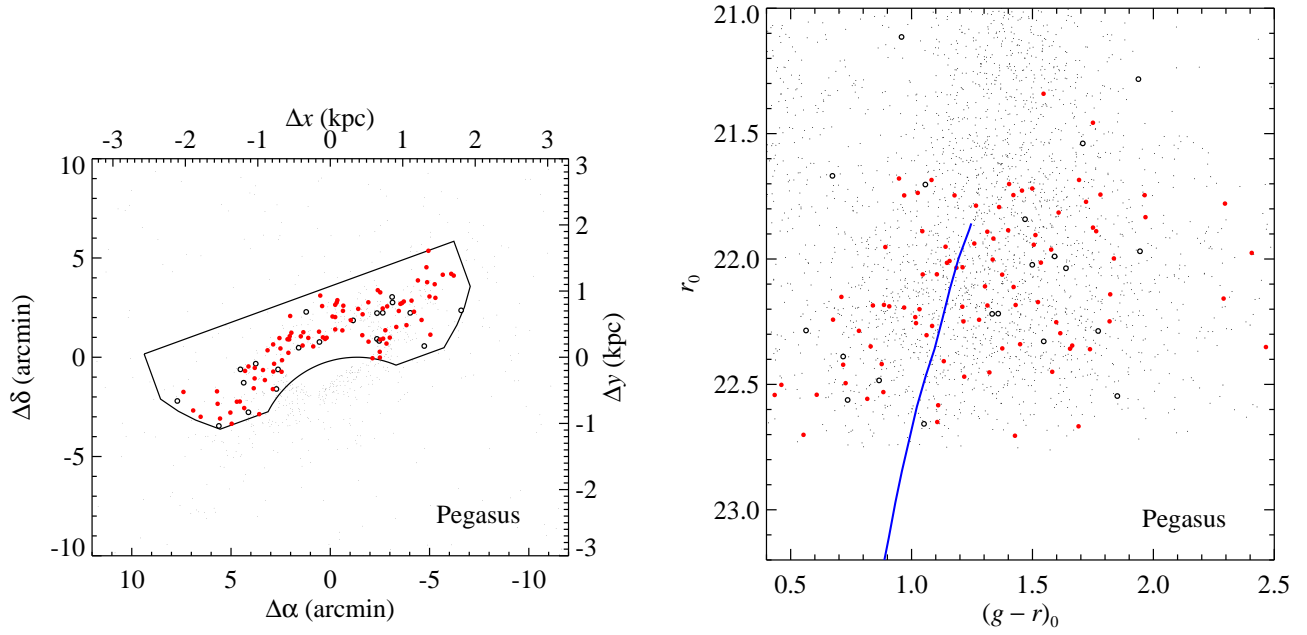 Δx (kpc)
-3 -2 -1 0 1 2 3
10
5
0
-5
-10
Δδ (arcmin)
3
2
1
0
-1
-2
-3
Δy (kpc)
Pegasus
10 5 0 -5 -10
Δα (arcmin)
21.0
21.5
22.0
22.5
23.0
r₀
Pegasus
0.5 1.0 1.5 2.0 2.5
(g − r)₀